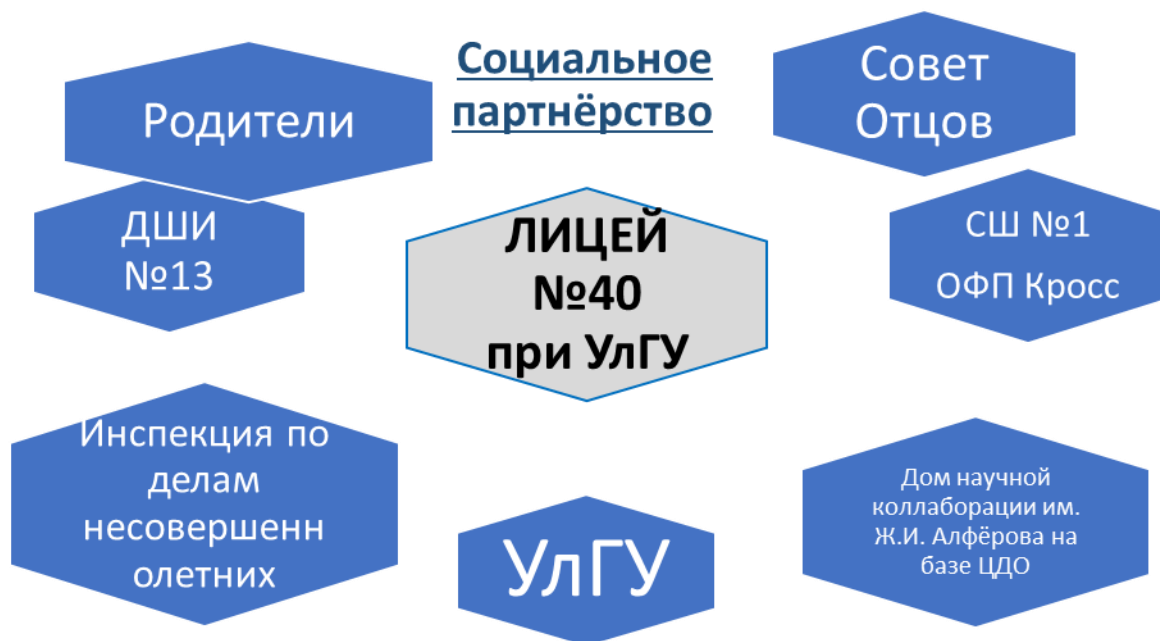 Социальное
партнёрство
Родители
Совет
Отцов
ДШИ
№13
ЛИЦЕЙ
№40
при УлГУ
СШ №1
ОФП Кросс
Инспекция по
делам
несовершенн
олетних
УлГУ
Дом научной
коллаборации им.
Ж.И. Алфёрова на
базе ЦДО